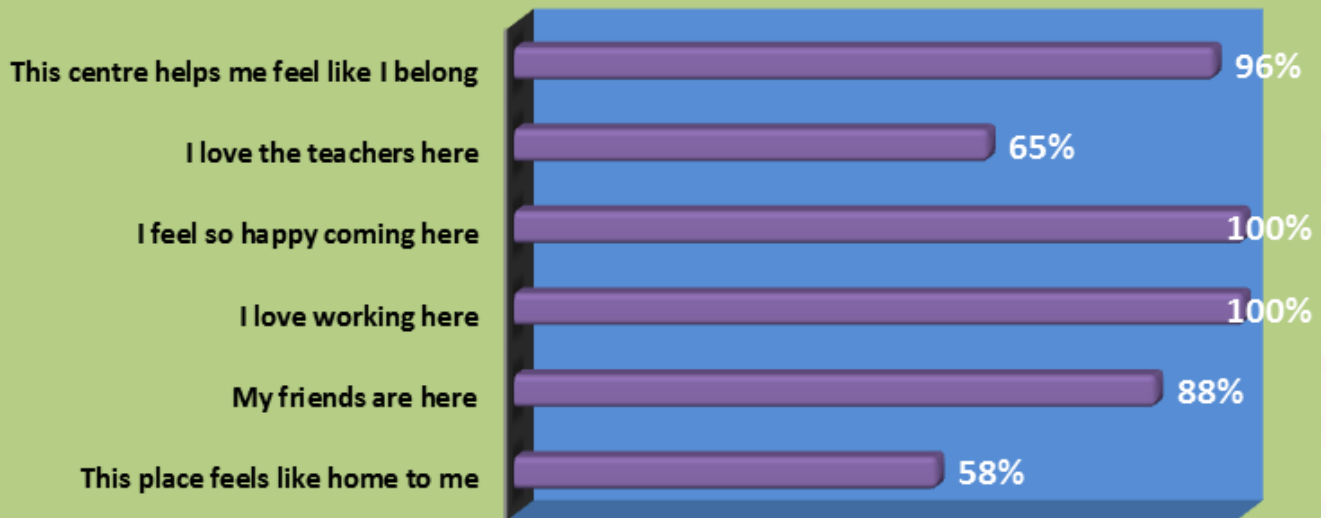 This centre helps me feel like I belong 96%
I love the teachers here 65%
I feel so happy coming here 100%
I love working here 100%
My friends are here 88%
This place feels like home to me 58%